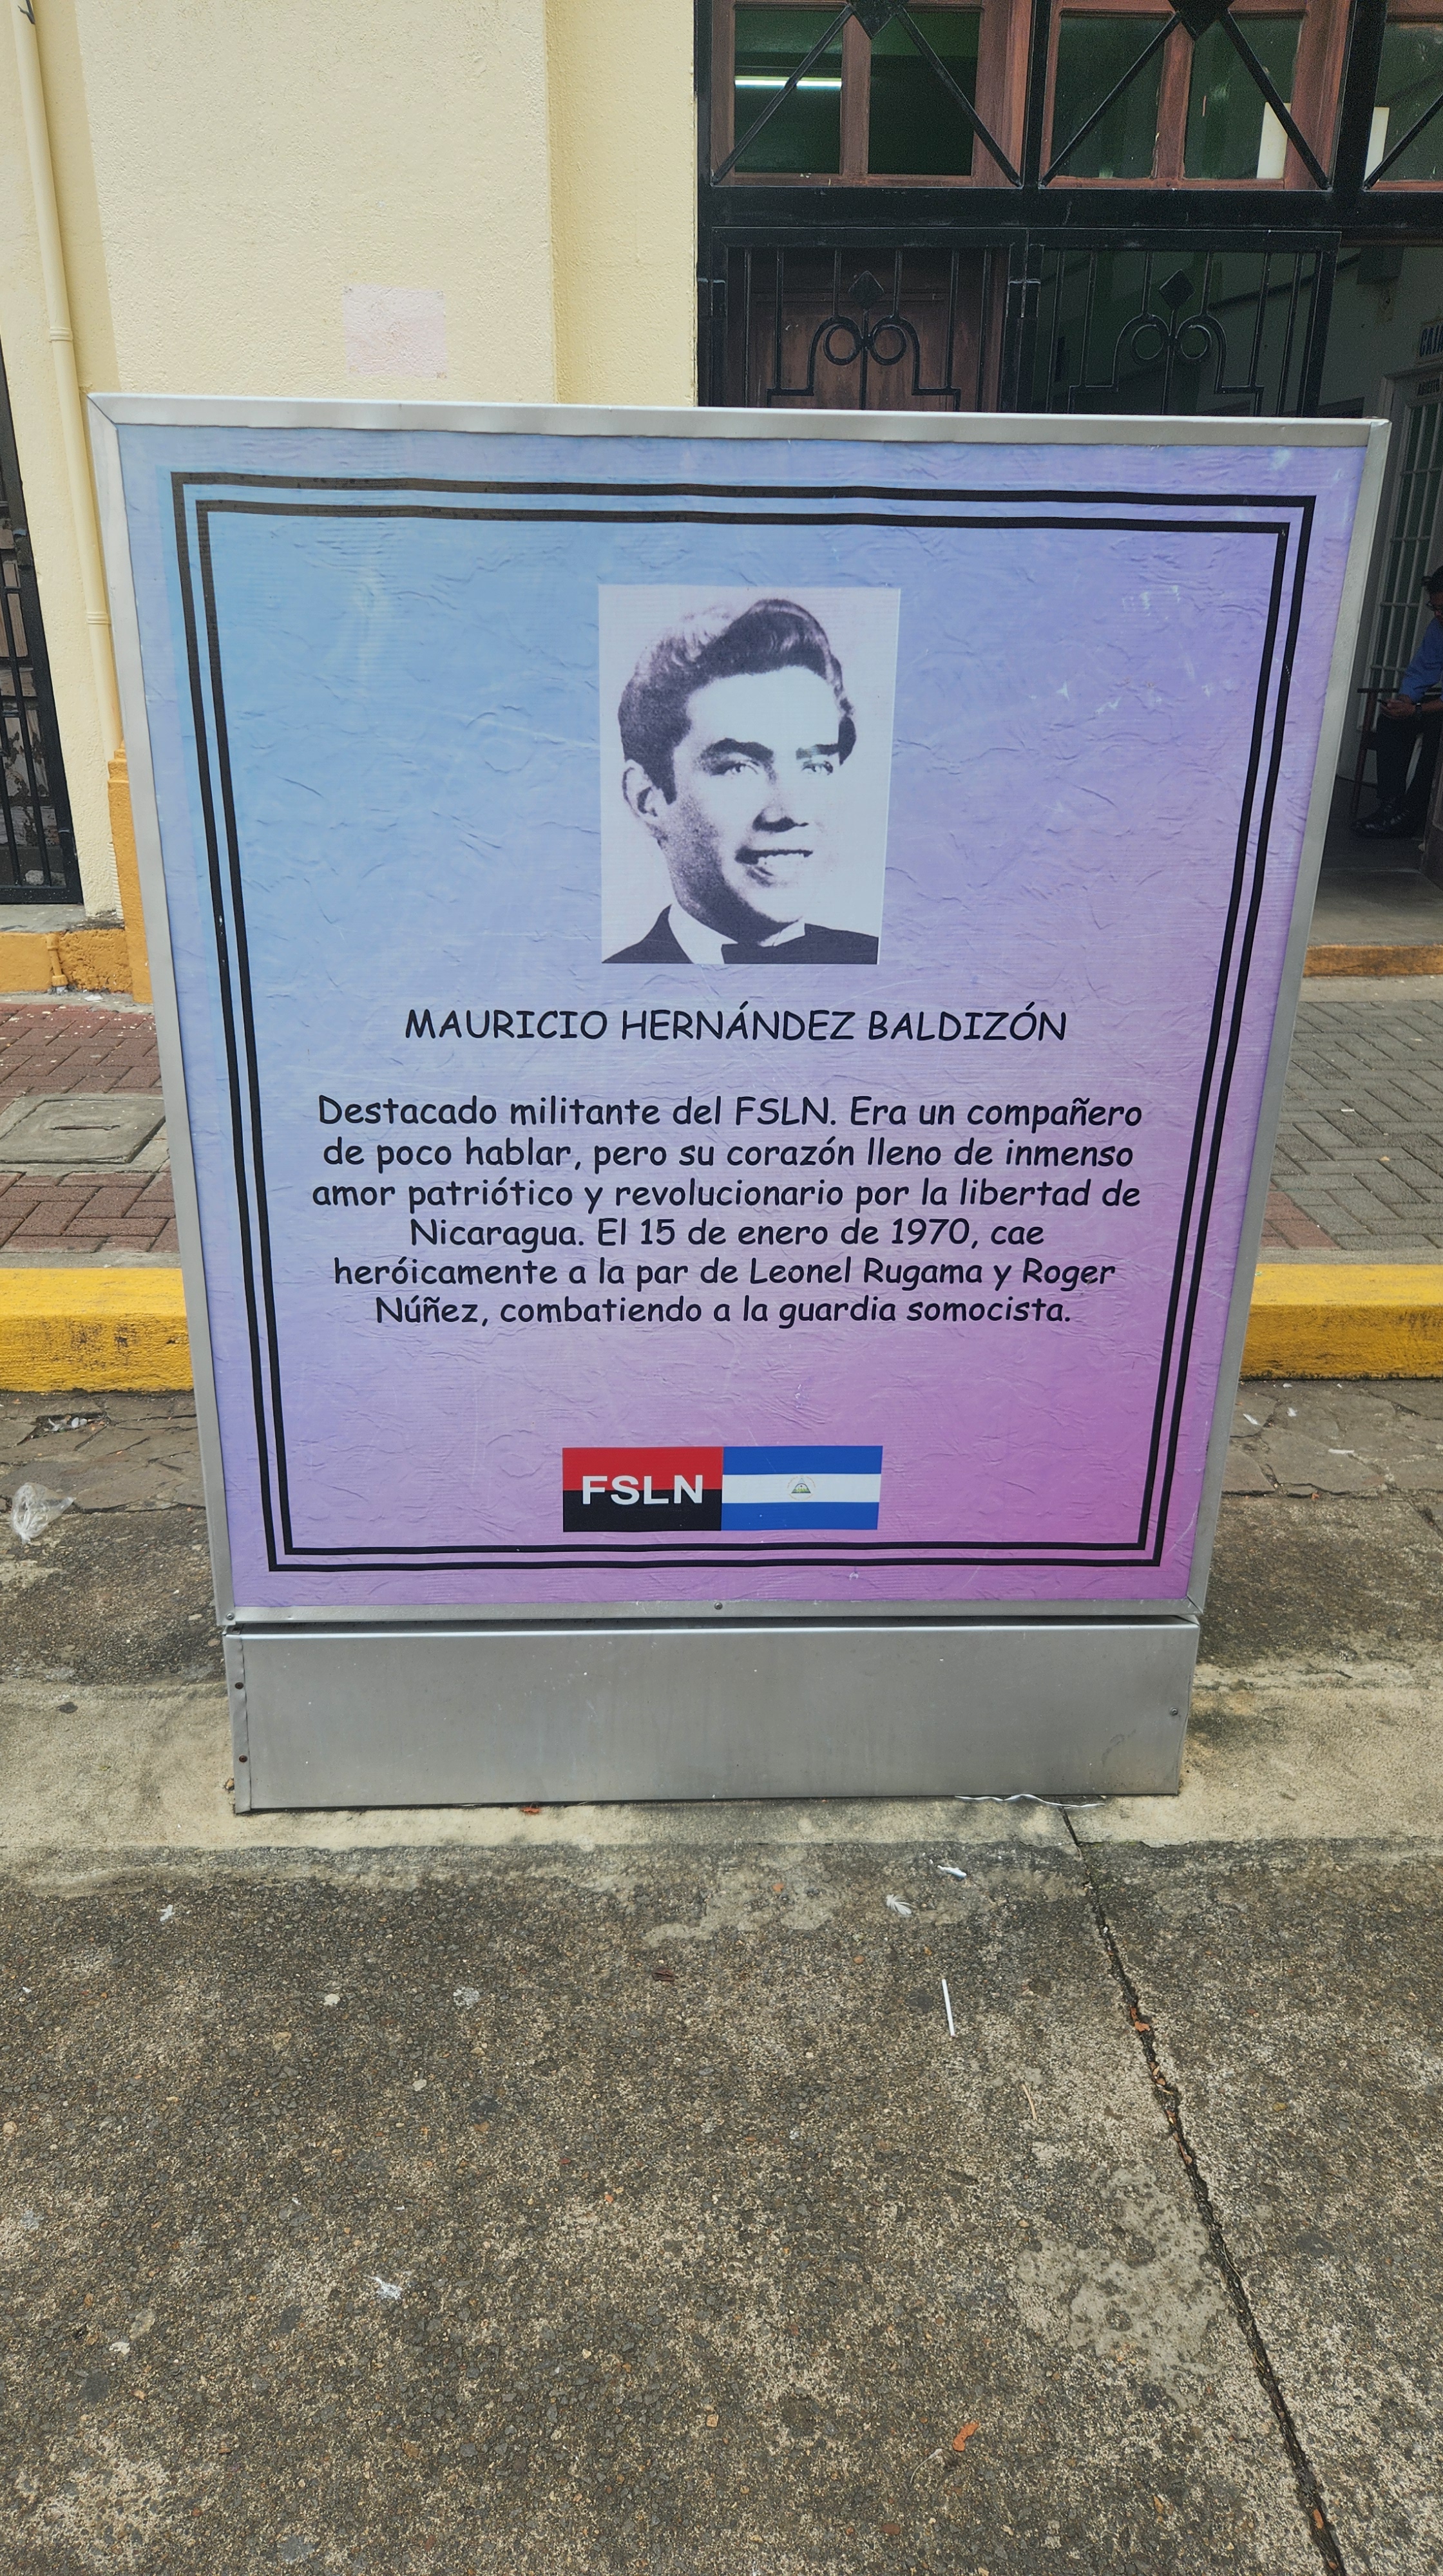 MAURICIO HERNÁNDEZ BALDIZÓN
Destacado militante del FSLN. Era un compañero
de poco hablar, pero su corazón lleno de inmenso
amor patriótico y revolucionario por la libertad de
Nicaragua. El 15 de enero de 1970, cae
heróicamente a la par de Leonel Rugama y Roger
Núñez, combatiendo a la guardia somocista.
FSLN